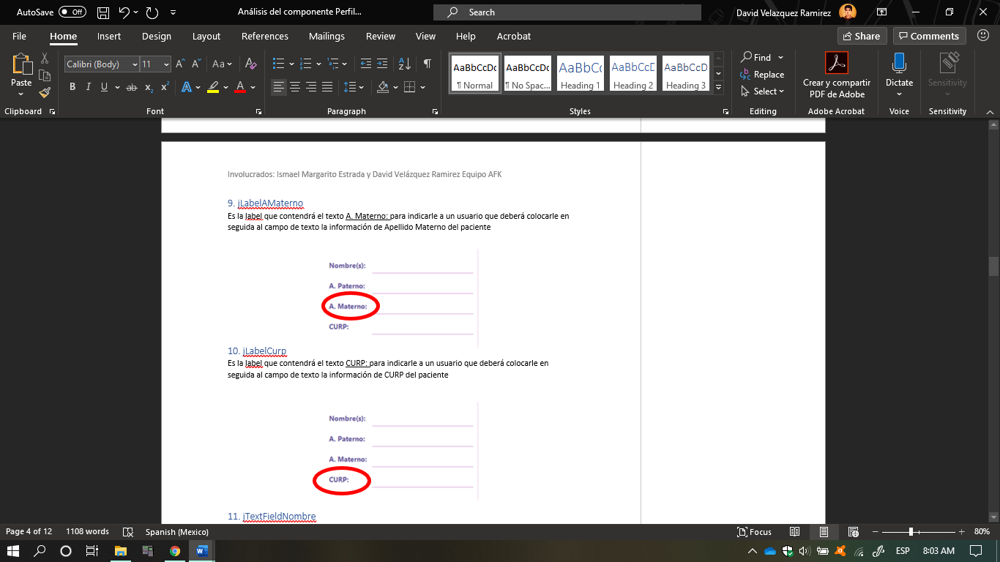 AutoSave Off Análisis del componente Perfil... Search David Velazquez Ramirez
File Home Insert Design Layout References Mailings Review View Help Acrobat Share Comments
Paste
Clipboard
Calibri (Body) 11
Font
Paragraph
AaBbCcDc AaBbCcDc AaBbCc AaBbCcD AaBbCcD
¶ Normal ¶ No Spac... Heading 1 Heading 2 Heading 3
Styles
Find
Replace
Select
Editing
Crear y compartir
PDF de Adobe
Adobe Acrobat
Dictate
Voice
Sensitivity
Sensitivity
Involucrados: Ismael Margarito Estrada y David Velázquez Ramirez Equipo AFK
9. jLabelAMaterno
Es la label que contendrá el texto A. Materno: para indicarle a un usuario que deberá colocarle en
seguida al campo de texto la información de Apellido Materno del paciente
Nombre(s):
A. Paterno:
A. Materno:
CURP:
10. jLabelCurp
Es la label que contendrá el texto CURP: para indicarle a un usuario que deberá colocarle en
seguida al campo de texto la información de CURP del paciente
Nombre(s):
A. Paterno:
A. Materno:
CURP:
11. jTextFieldNombre
Page 4 of 12 1108 words Spanish (Mexico) Focus 80%
ESP 8:03 AM